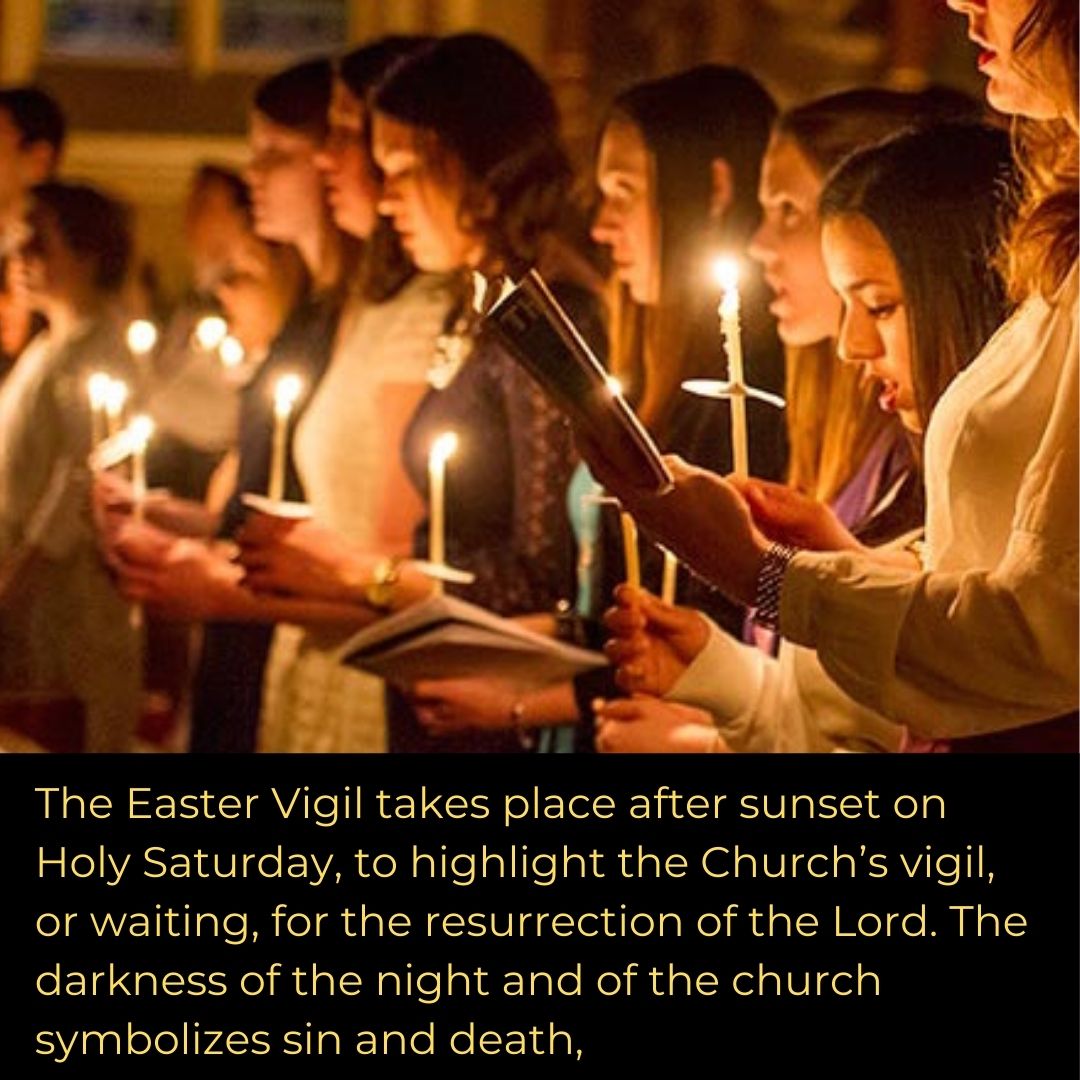 The Easter Vigil takes place after sunset on
Holy Saturday, to highlight the Church’s vigil,
or waiting, for the resurrection of the Lord. The
darkness of the night and of the church
symbolizes sin and death,